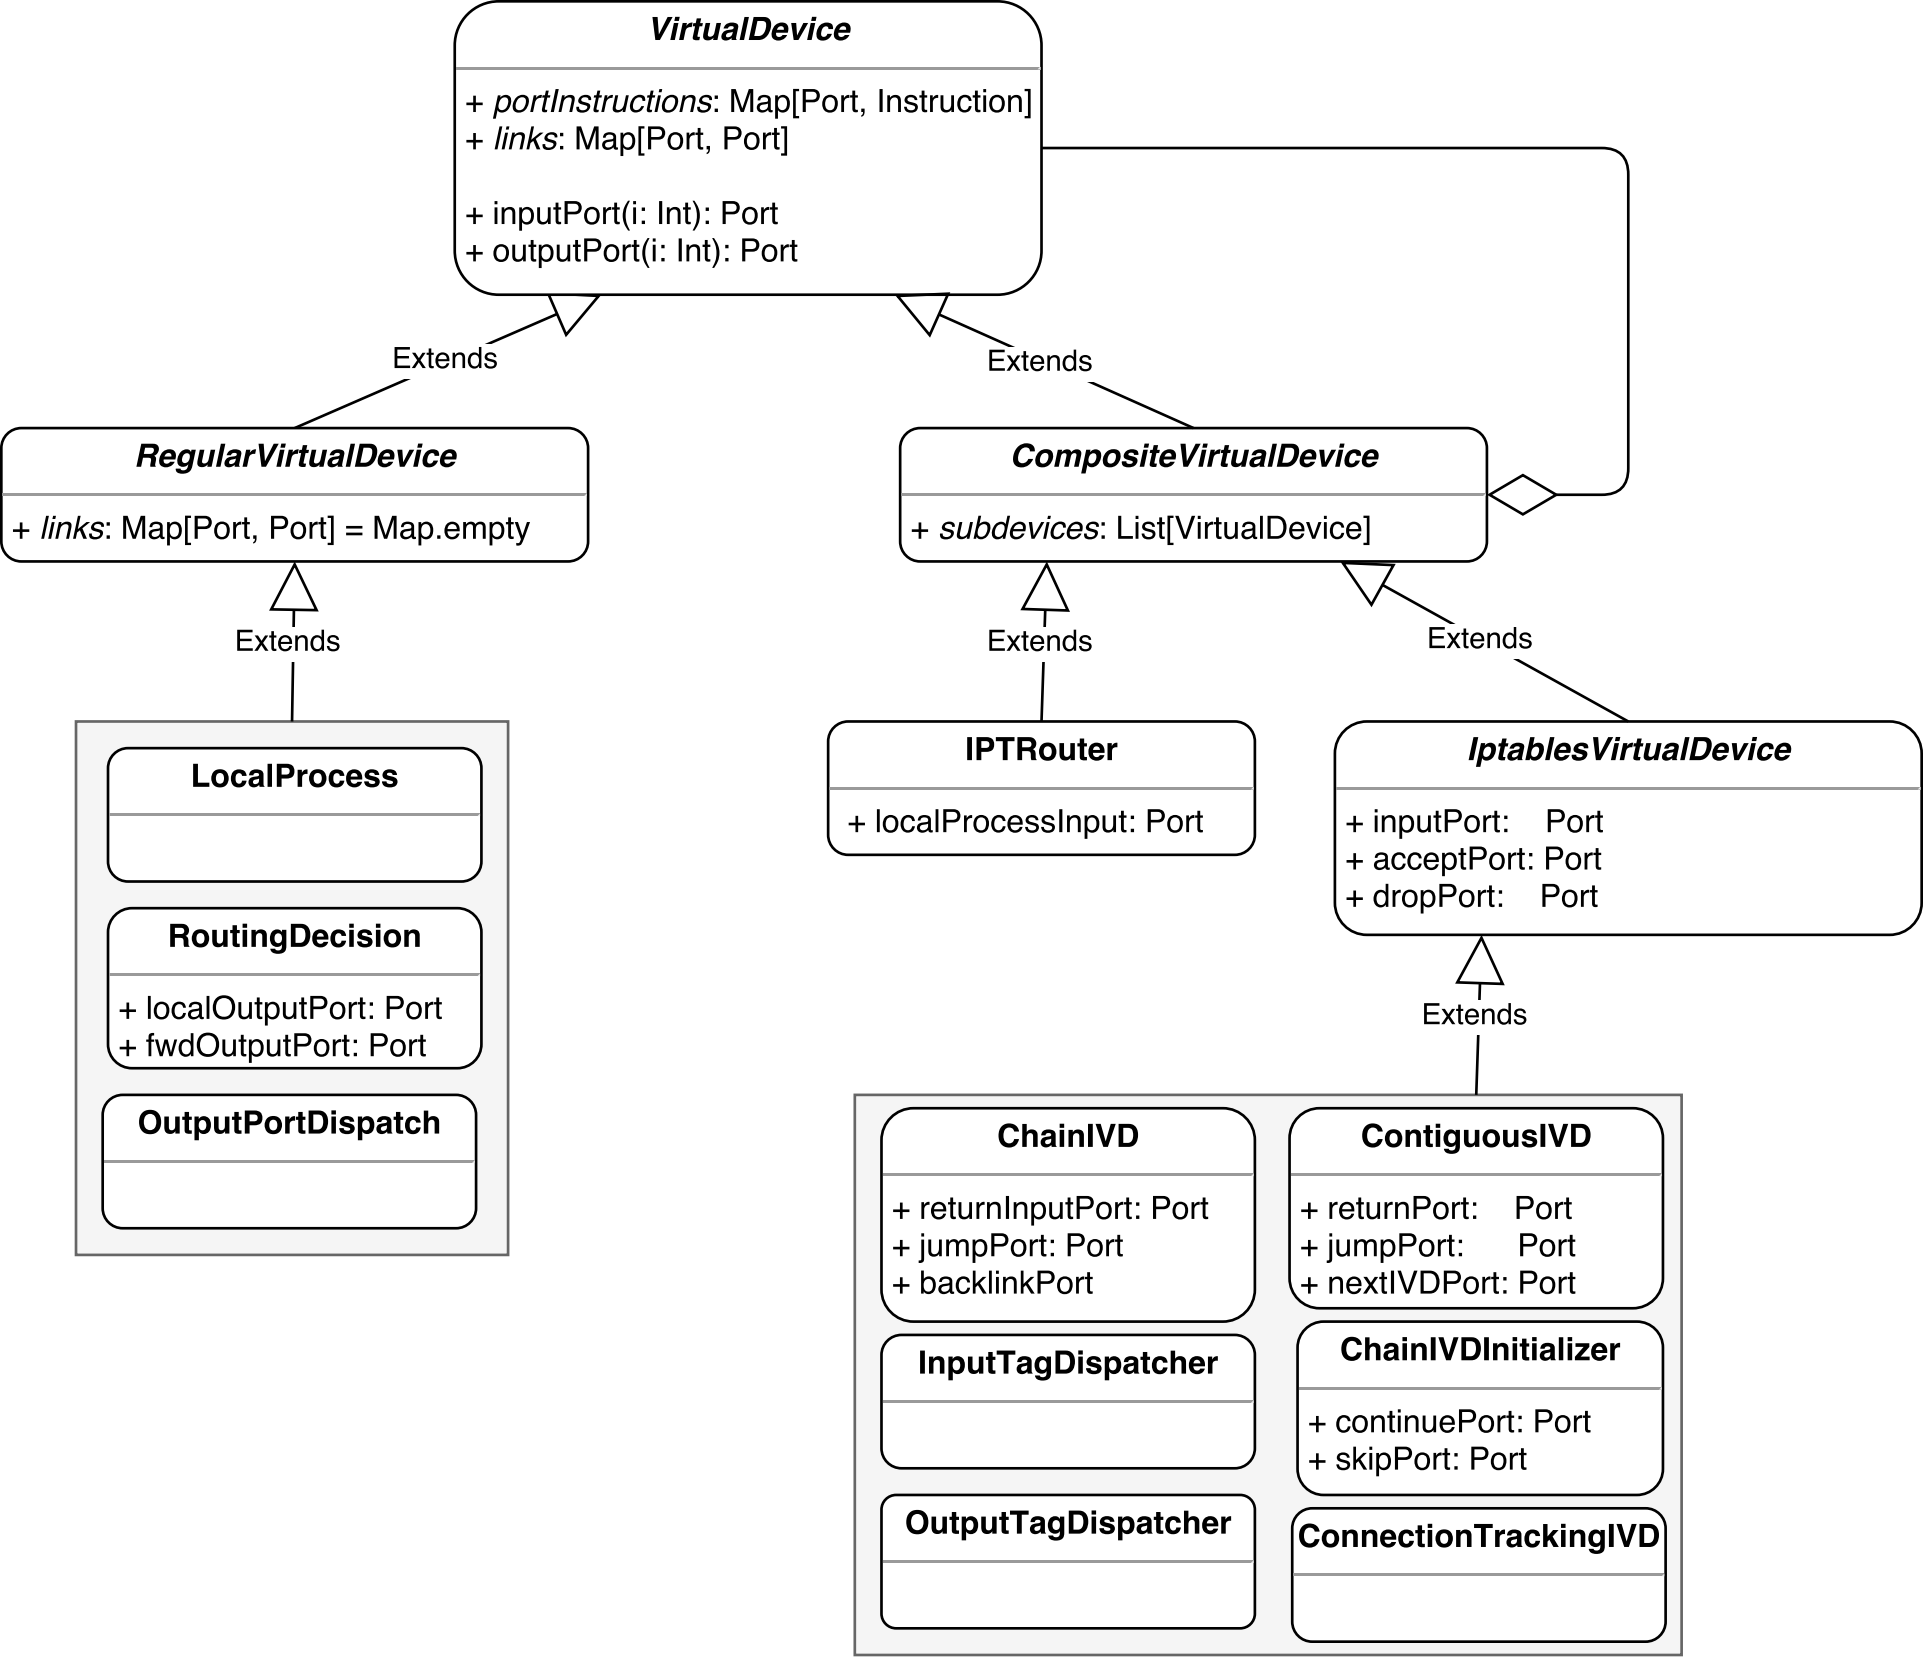 VirtualDevice
+ portInstructions: Map[Port, Instruction]
+ links: Map[Port, Port]
+ inputPort(i: Int): Port
+ outputPort(i: Int): Port
Extends
Extends
RegularVirtualDevice
+ links: Map[Port, Port] = Map.empty
CompositeVirtualDevice
+ subdevices: List[VirtualDevice]
Extends
Extends
Extends
LocalProcess
RoutingDecision
+ localOutputPort: Port
+ fwdOutputPort: Port
OutputPortDispatch
IPTRouter
+ localProcessInput: Port
IptablesVirtualDevice
+ inputPort: Port
+ acceptPort: Port
+ dropPort: Port
Extends
ChainIVD
+ returnInputPort: Port
+ jumpPort: Port
+ backlinkPort
ContiguousIVD
+ returnPort: Port
+ jumpPort: Port
+ nextIVDPort: Port
InputTagDispatcher
ChainIVDInitializer
+ continuePort: Port
+ skipPort: Port
OutputTagDispatcher
ConnectionTrackingIVD